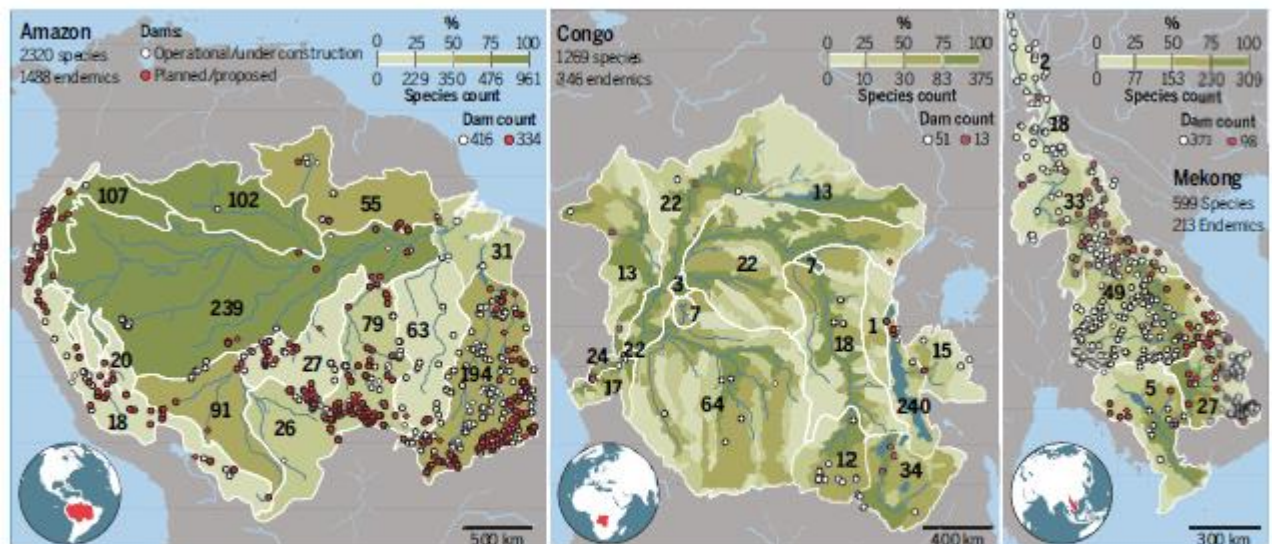 Amazon
2320 species
1488 endemics
Dams:
Operational/under construction
Planned/proposed
%
0 25 50 75 100
0 229 350 476 961
Species count
Dam count
416 334
107
102
55
31
239
79
63
20
27
194
18
91
26
500 km
Congo
1269 species
846 endemics
%
0 25 50 75 100
0 10 30 83 375
Species count
Dam count
51 13
22
13
13
22
7
3
7
1
18
15
24
22
17
64
240
12
34
400 km
%
0 25 50 75 100
0 77 153 230 309
Species count
Dam count
371 98
Mekong
599 Species
213 Endemics
2
18
33
49
5
27
300 km